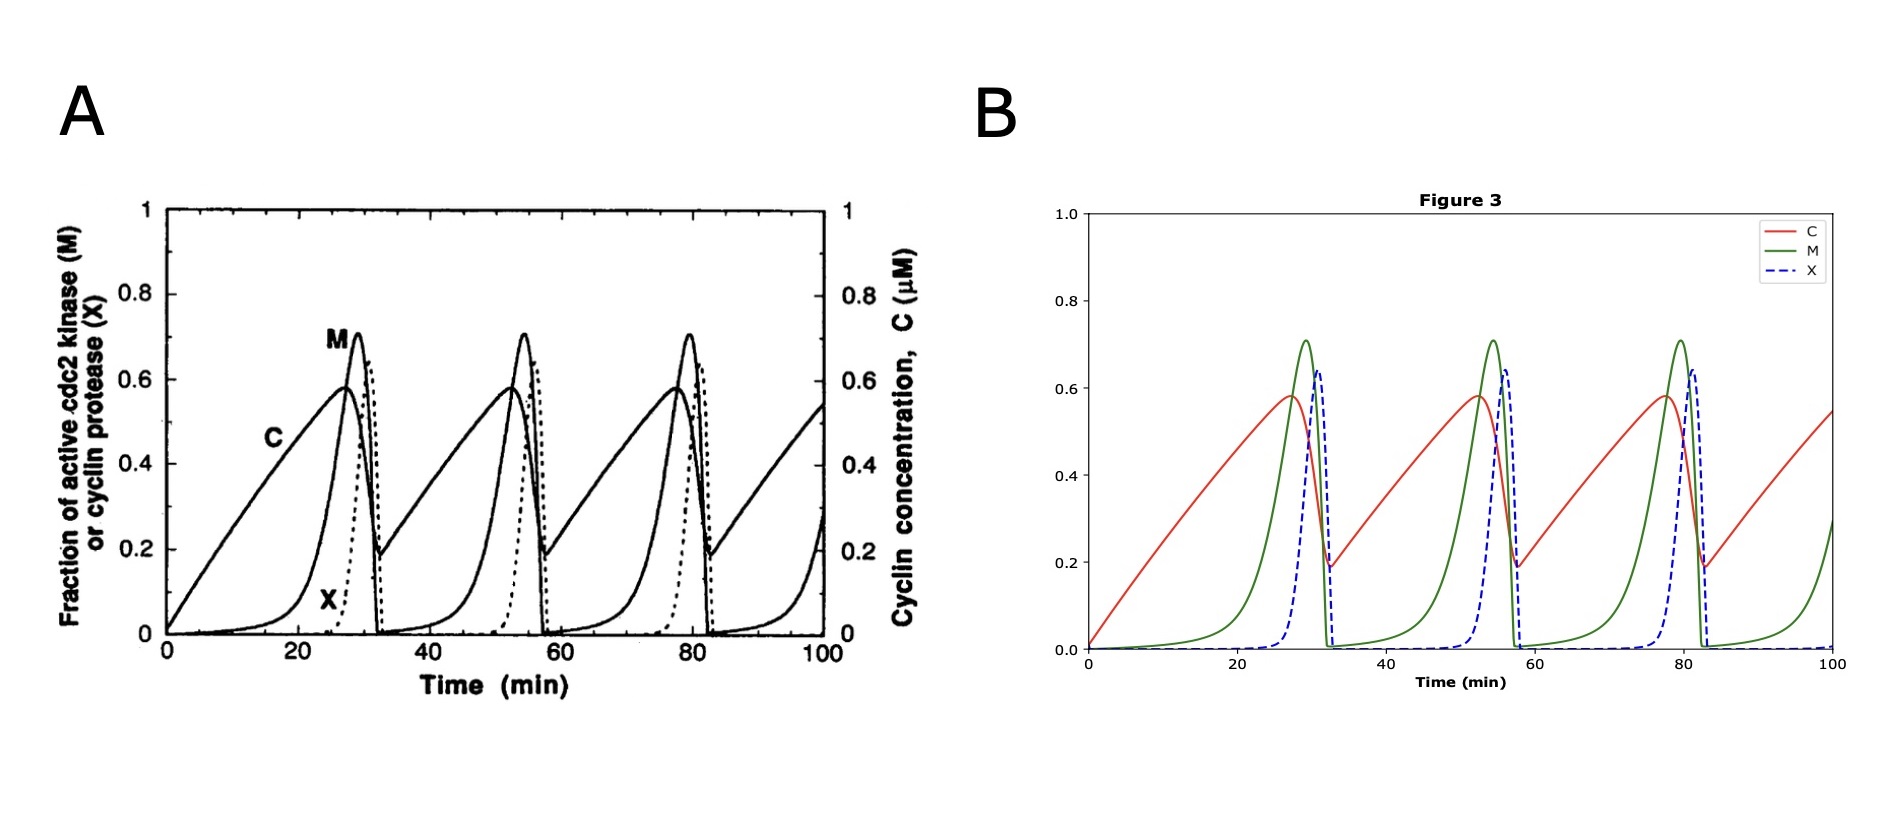 A
B
Fraction of active cdc2 kinase (M)
or cyclin protease (X)
1
0.8
0.6
0.4
0.2
0
M
C
X
0
20
40
60
80
100
Time (min)
1
0.8
0.6
0.4
0.2
0
Cyclin concentration, C (μM)
Figure 3
1.0
0.8
0.6
0.4
0.2
0.0
C
M
X
0
20
40
60
80
100
Time (min)